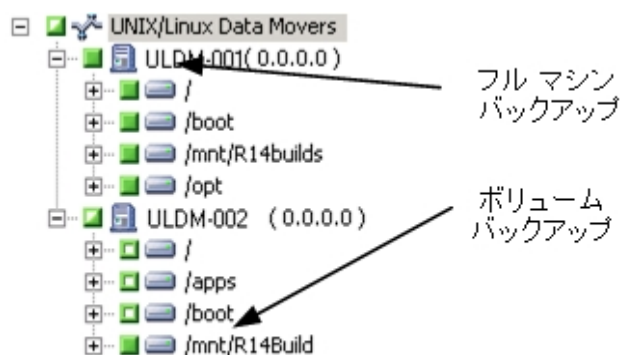 UNIX/Linux Data Movers
ULDM-001( 0.0.0.0 )
/
/boot
/mnt/R14builds
/opt
ULDM-002 ( 0.0.0.0 )
/
/apps
/boot
/mnt/R14Build
フル マシン
バックアップ
ボリューム
バックアップ